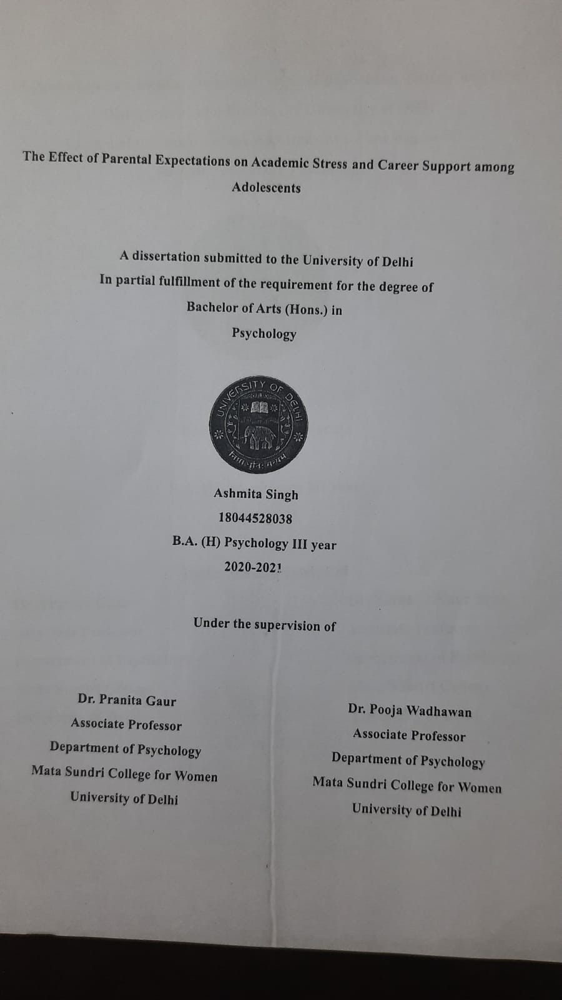 The Effect of Parental Expectations on Academic Stress and Career Support among
Adolescents
A dissertation submitted to the University of Delhi
In partial fulfillment of the requirement for the degree of
Bachelor of Arts (Hons.) in
Psychology
UNIVERSITY OF DELHI
Ashmita Singh
18044528038
B.A. (H) Psychology III year
2020-2021
Under the supervision of
Dr. Pranita Gaur
Associate Professor
Department of Psychology
Mata Sundri College for Women
University of Delhi
Dr. Pooja Wadhawan
Associate Professor
Department of Psychology
Mata Sundri College for Women
University of Delhi